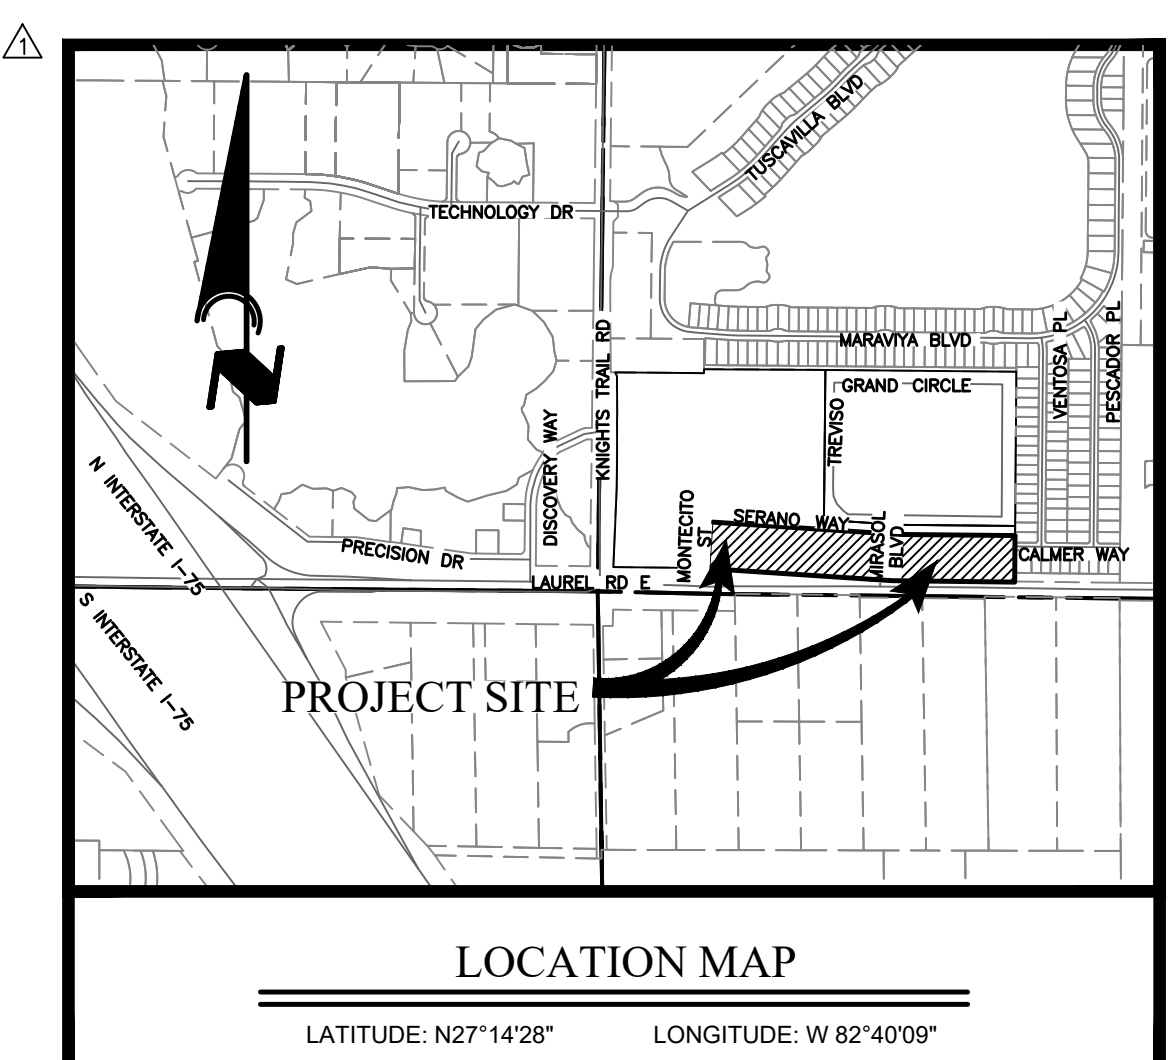 1
TUSCAVILLA BLVD
TECHNOLOGY DR
KNIGHTS TRAIL RD
MARAVIYA BLVD
VENTOSA PL
PESCADOR PL
GRAND CIRCLE
TREVISO
N
DISCOVERY WAY
N INTERSTATE I-75
MONTECITO
ST
SERANO WAY
MIRASOL
BLVD
CALMER WAY
PRECISION DR
LAUREL RD E
S INTERSTATE I-75
PROJECT SITE
LOCATION MAP
LATITUDE: N27°14'28" LONGITUDE: W 82°40'09"